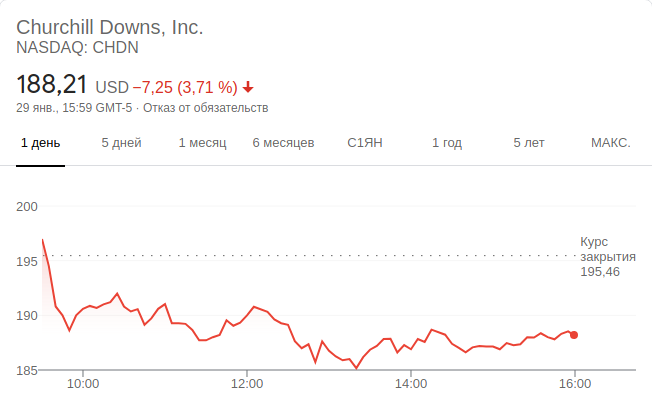 Churchill Downs, Inc.
NASDAQ: CHDN
188,21 USD −7,25 (3,71 %)
29 янв., 15:59 GMT-5 · Отказ от обязательств
1 день 5 дней 1 месяц 6 месяцев С1ЯН 1 год 5 лет МАКС.
200
195
190
185
Курс
закрытия
195,46
10:00 12:00 14:00 16:00